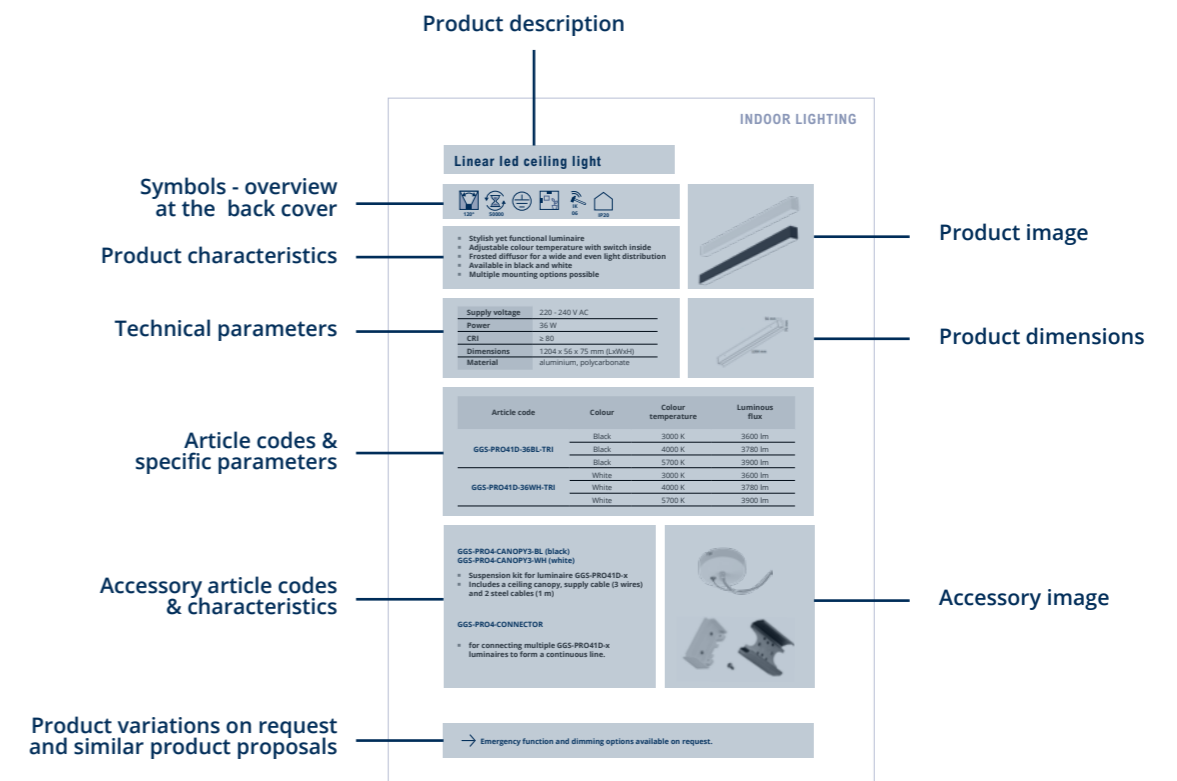 Product description
INDOOR LIGHTING
Linear led ceiling light
Symbols - overview
at the back cover
120°
50000
IK
06
IP20
Product image
Product characteristics
Stylish yet functional luminaire
Adjustable colour temperature with switch inside
Frosted diffusor for a wide and even light distribution
Available in black and white
Multiple mounting options possible
Technical parameters
Supply voltage 220 - 240 V AC
Power 36 W
CRI ≥ 80
Dimensions 1204 x 56 x 75 mm (LxWxH)
Material aluminium, polycarbonate
Product dimensions
Article codes &
specific parameters
Article code Colour Colour temperature Luminous flux
GGS-PRO41D-36BL-TRI
Black 3000 K 3600 lm
Black 4000 K 3780 lm
Black 5700 K 3900 lm
GGS-PRO41D-36WH-TRI
White 3000 K 3600 lm
White 4000 K 3780 lm
White 5700 K 3900 lm
Accessory article codes
& characteristics
GGS-PRO4-CANOPY3-BL (black)
GGS-PRO4-CANOPY3-WH (white)
Suspension kit for luminaire GGS-PRO41D-x
Includes a ceiling canopy, supply cable (3 wires)
and 2 steel cables (1 m)
GGS-PRO4-CONNECTOR
for connecting multiple GGS-PRO41D-x
luminaires to form a continuous line.
Accessory image
Product variations on request
and similar product proposals
Emergency function and dimming options available on request.